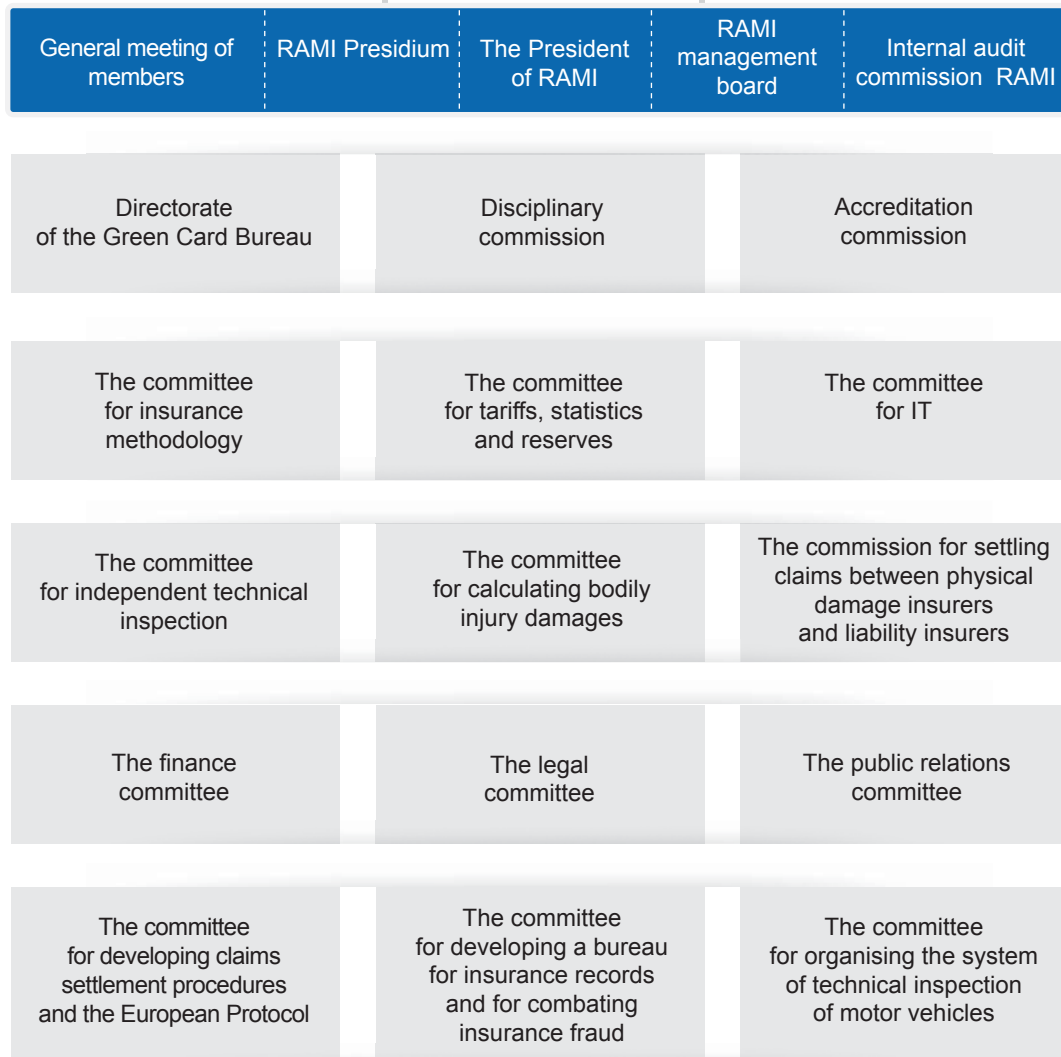 General meeting of
members
RAMI Presidium
The President
of RAMI
RAMI
management
board
Internal audit
commission RAMI
Directorate
of the Green Card Bureau
Disciplinary
commission
Accreditation
commission
The committee
for insurance
methodology
The committee
for tariffs, statistics
and reserves
The committee
for IT
The committee
for independent technical
inspection
The committee
for calculating bodily
injury damages
The commission for settling
claims between physical
damage insurers
and liability insurers
The finance
committee
The legal
committee
The public relations
committee
The committee
for developing claims
settlement procedures
and the European Protocol
The committee
for developing a bureau
for insurance records
and for combating
insurance fraud
The committee
for organising the system
of technical inspection
of motor vehicles